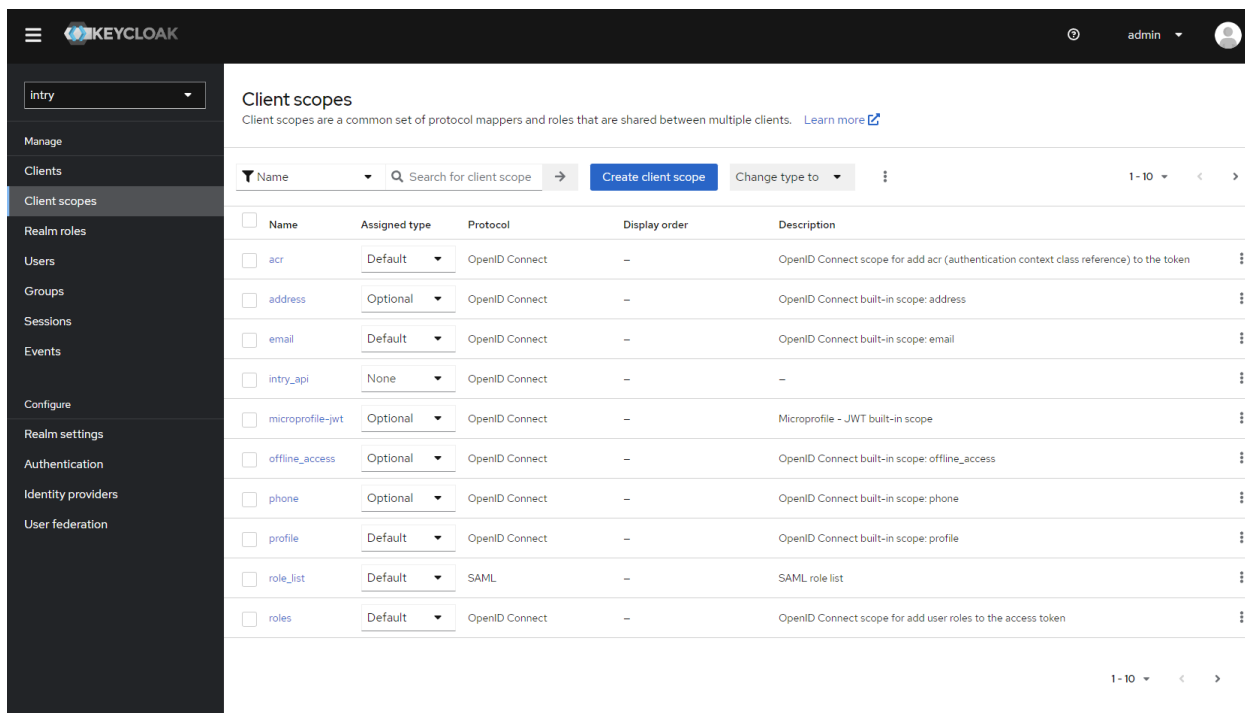 KEYCLOAK
admin
intry
Manage
Clients
Client scopes
Realm roles
Users
Groups
Sessions
Events
Configure
Realm settings
Authentication
Identity providers
User federation
Client scopes
Client scopes are a common set of protocol mappers and roles that are shared between multiple clients. Learn more
Name Search for client scope Create client scope Change type to 1 - 10
Name Assigned type Protocol Display order Description
acr Default OpenID Connect – OpenID Connect scope for add acr (authentication context class reference) to the token
address Optional OpenID Connect – OpenID Connect built-in scope: address
email Default OpenID Connect – OpenID Connect built-in scope: email
intry_api None OpenID Connect – –
microprofile-jwt Optional OpenID Connect – Microprofile - JWT built-in scope
offline_access Optional OpenID Connect – OpenID Connect built-in scope: offline_access
phone Optional OpenID Connect – OpenID Connect built-in scope: phone
profile Default OpenID Connect – OpenID Connect built-in scope: profile
role_list Default SAML – SAML role list
roles Default OpenID Connect – OpenID Connect scope for add user roles to the access token
1 - 10